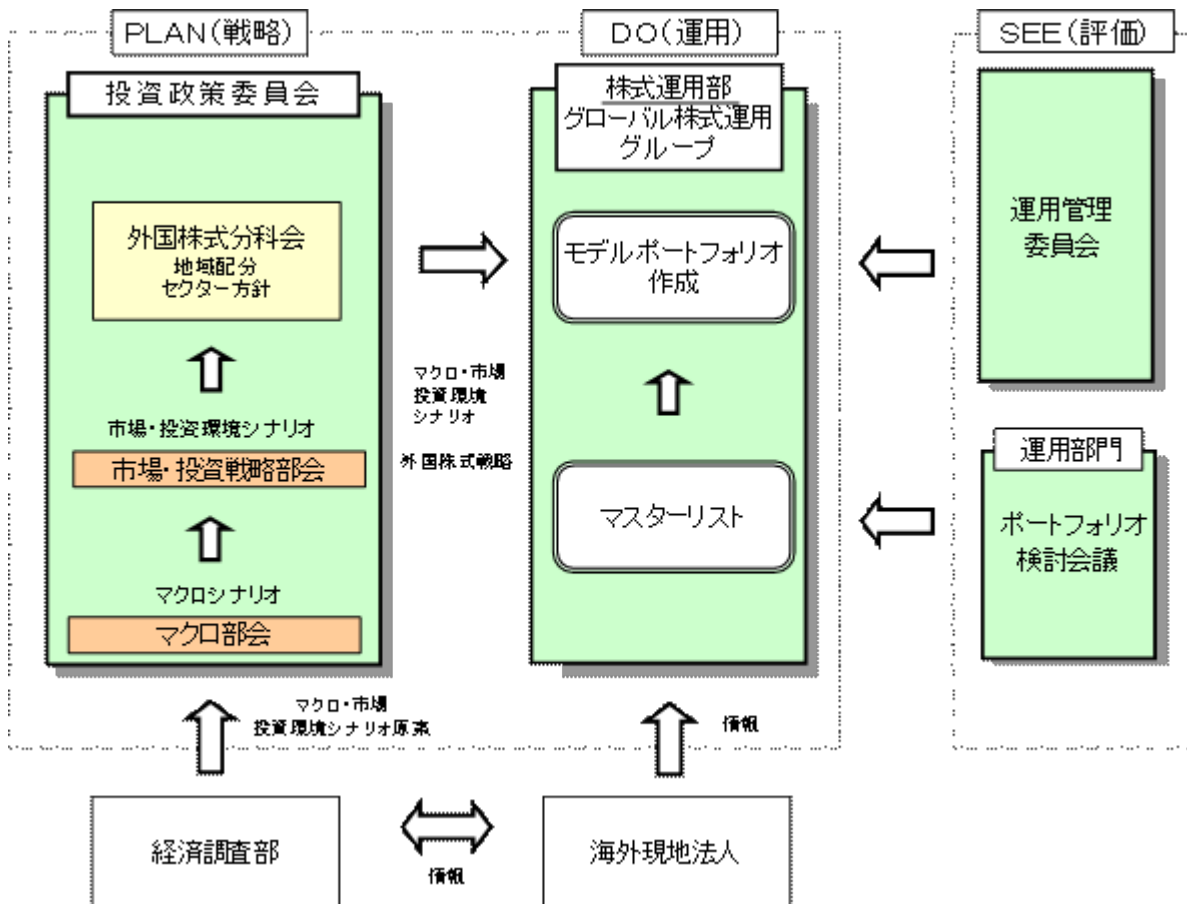 PLAN(戦略)
投資政策委員会
外国株式分科会
地域配分
セクター方針
市場・投資環境シナリオ
市場・投資戦略部会
マクロシナリオ
マクロ部会
マクロ・市場
投資環境シナリオ原案
経済調査部
マクロ・市場
投資環境
シナリオ
外国株式戦略
DO(運用)
株式運用部
グローバル株式運用
グループ
モデルポートフォリオ
作成
マスターリスト
情報
海外現地法人
情報
SEE(評価)
運用管理
委員会
運用部門
ポートフォリオ
検討会議